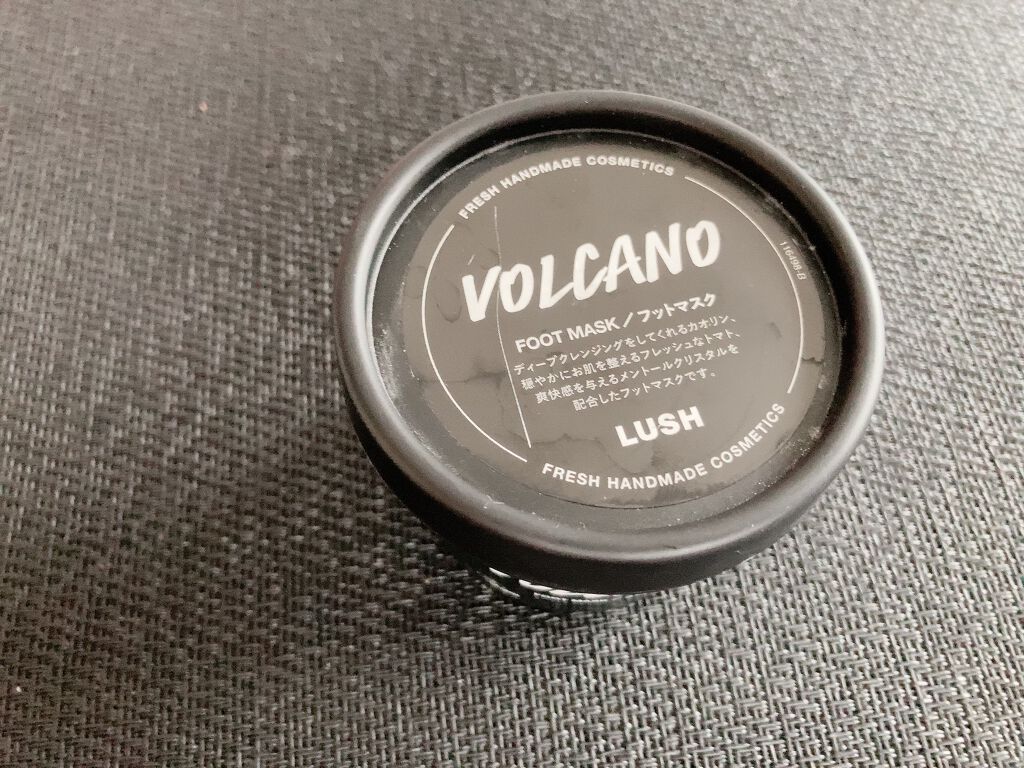 FRESH HANDMADE COSMETICS
VOLCANO
FOOT MASK／フットマスク
ディープクレンジングをしてくれるカオリン、
穏やかにお肌を整えるフレッシュなトマト、
爽快感を与えるメントールクリスタルを
配合したフットマスクです。
LUSH
FRESH HANDMADE COSMETICS
116498-B